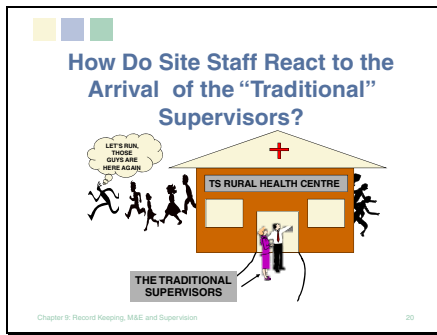 How Do Site Staff React to the
Arrival of the “Traditional”
Supervisors?
LET'S RUN,
THOSE
GUYS ARE
HERE AGAIN
TS RURAL HEALTH CENTRE
THE TRADITIONAL
SUPERVISORS
Chapter 9: Record Keeping, M&E and Supervision
20